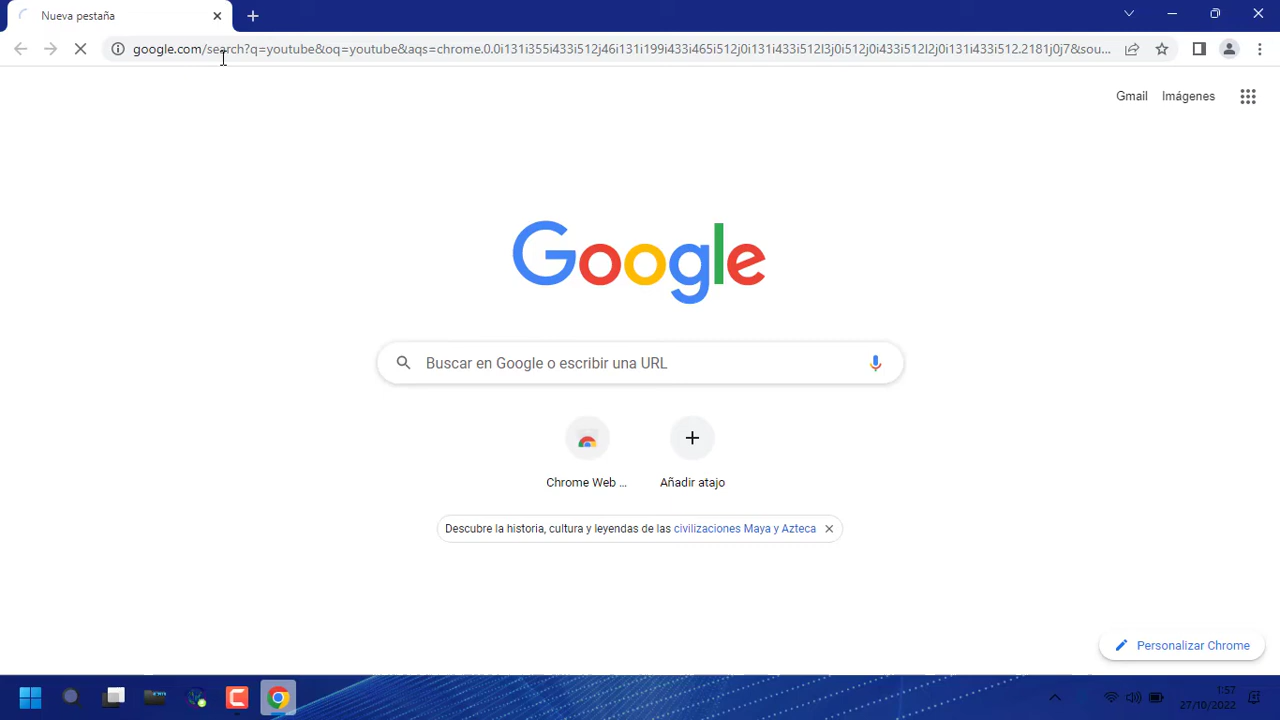 Nueva pestaña
google.com/search?q=youtube&oq=youtube&aqs=chrome.0.0i131i355i433i512j46i131i199i433i465i512j0i131i433i512l3j0i512j0i433i512l2j0i131i433i512.2181j0j7&sou...
Gmail Imágenes
Google
Buscar en Google o escribir una URL
Chrome Web ... Añadir atajo
Descubre la historia, cultura y leyendas de las civilizaciones Maya y Azteca
Personalizar Chrome
1:57
27/10/2022